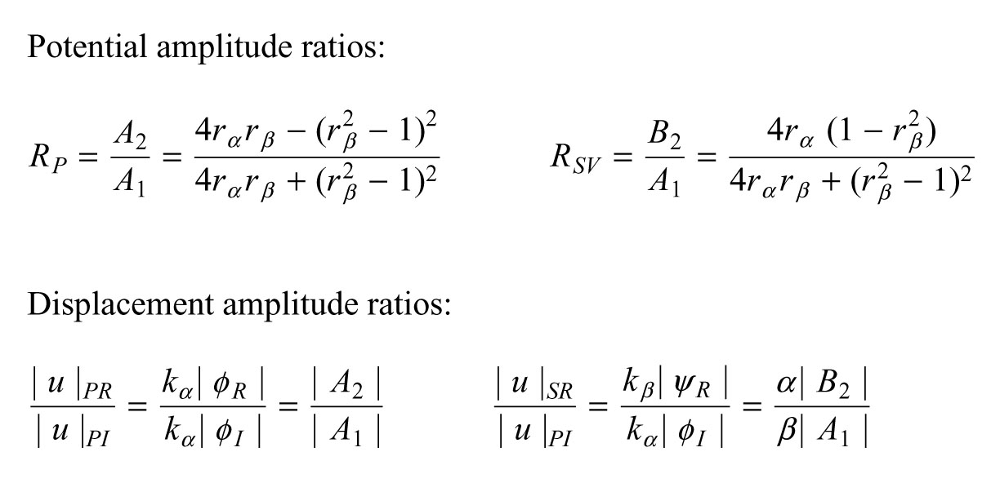 Potential amplitude ratios:
R_P = A_2 / A_1 = (4r_α r_β − (r_β^2 − 1)^2) / (4r_α r_β + (r_β^2 − 1)^2)    R_SV = B_2 / A_1 = (4r_α (1 − r_β^2)) / (4r_α r_β + (r_β^2 − 1)^2)
Displacement amplitude ratios:
| u |_PR / | u |_PI = k_α| ϕ_R | / k_α| ϕ_I | = | A_2 | / | A_1 |    | u |_SR / | u |_PI = k_β| ψ_R | / k_α| ϕ_I | = α| B_2 | / β| A_1 |